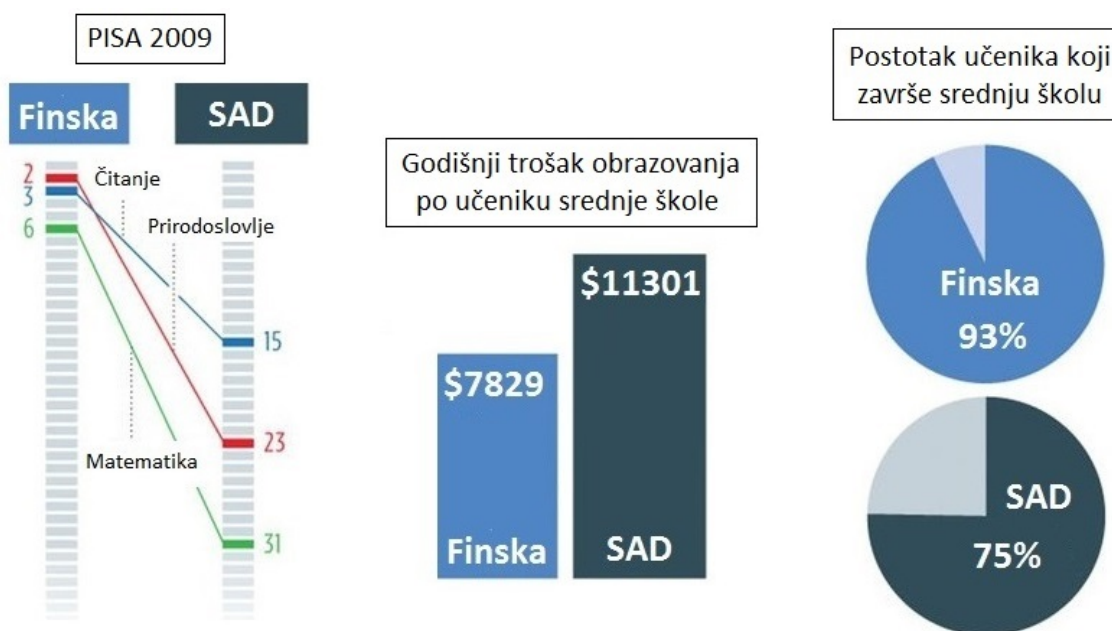 PISA 2009
Finska
SAD
2
3
6
Čitanje
Prirodoslovlje
Matematika
15
23
31
Godišnji trošak obrazovanja
po učeniku srednje škole
$7829
Finska
$11301
SAD
Postotak učenika koji
završe srednju školu
Finska
93%
SAD
75%